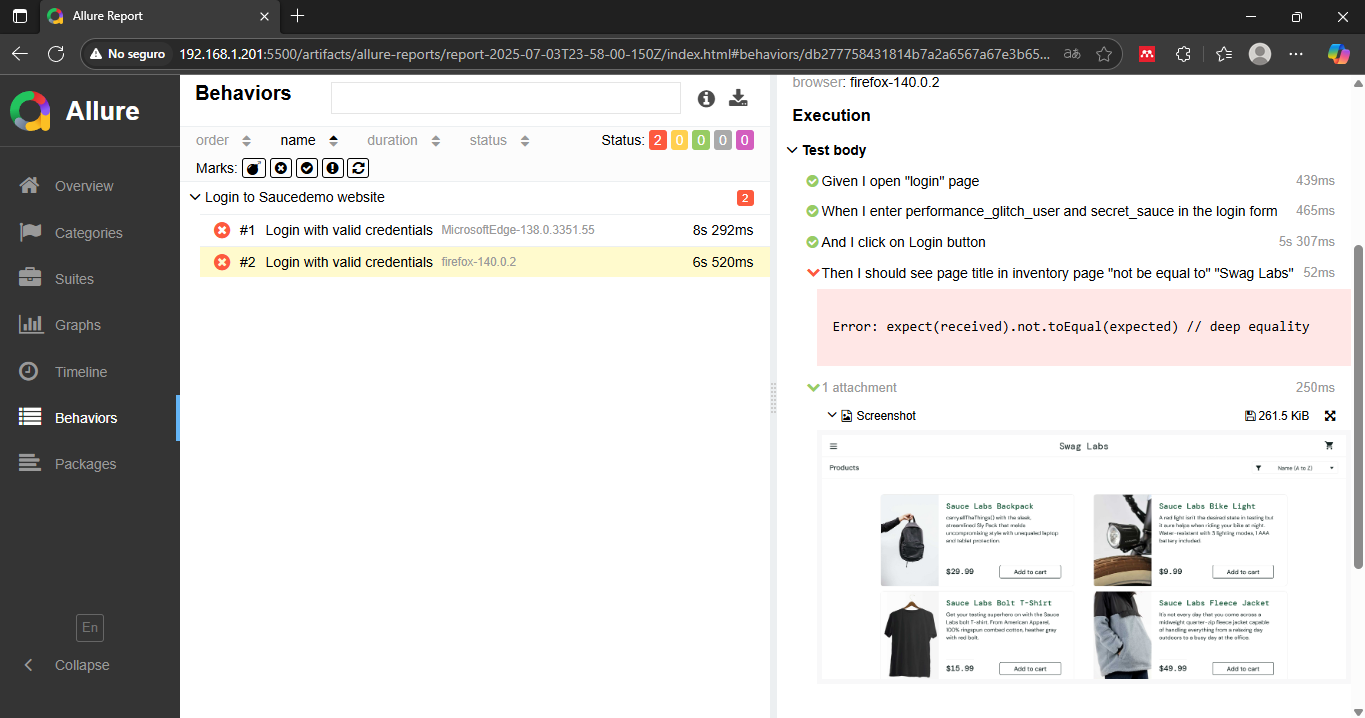 Allure Report
No seguro
192.168.1.201:5500/artifacts/allure-reports/report-2025-07-03T23-58-00-150Z/index.html#behaviors/db277758431814b7a2a6567a67e3b65...
Allure
Overview
Categories
Suites
Graphs
Timeline
Behaviors
Packages
En
Collapse
Behaviors
order name duration status Status: 2 0 0 0 0
Marks:
Login to Saucedemo website 2
#1 Login with valid credentials MicrosoftEdge-138.0.3351.55 8s 292ms
#2 Login with valid credentials firefox-140.0.2 6s 520ms
browser: firefox-140.0.2
Execution
Test body
Given I open "login" page 439ms
When I enter performance_glitch_user and secret_sauce in the login form 465ms
And I click on Login button 5s 307ms
Then I should see page title in inventory page "not be equal to" "Swag Labs" 52ms
Error: expect(received).not.toEqual(expected) // deep equality
1 attachment 250ms
Screenshot 261.5 KiB
Swag Labs
Products Name (A to Z)
Sauce Labs Backpack
carry.allTheThings() with the sleek,
streamlined Sly Pack that melds
uncompromising style with unequaled laptop
and tablet protection.
$29.99 Add to cart
Sauce Labs Bike Light
A red light isn't the desired state in testing but
it sure helps when riding your bike at night.
Water-resistant with 3 lighting modes, 1 AAA
battery included.
$9.99 Add to cart
Sauce Labs Bolt T-Shirt
Get your testing superhero on with the Sauce
Labs bolt T-shirt. From American Apparel,
100% ringspun combed cotton, heather gray
with red bolt.
$15.99 Add to cart
Sauce Labs Fleece Jacket
It's not every day that you come across a
midweight quarter-zip fleece jacket capable
of handling everything from a relaxing day
outdoors to a busy day at the office.
$49.99 Add to cart